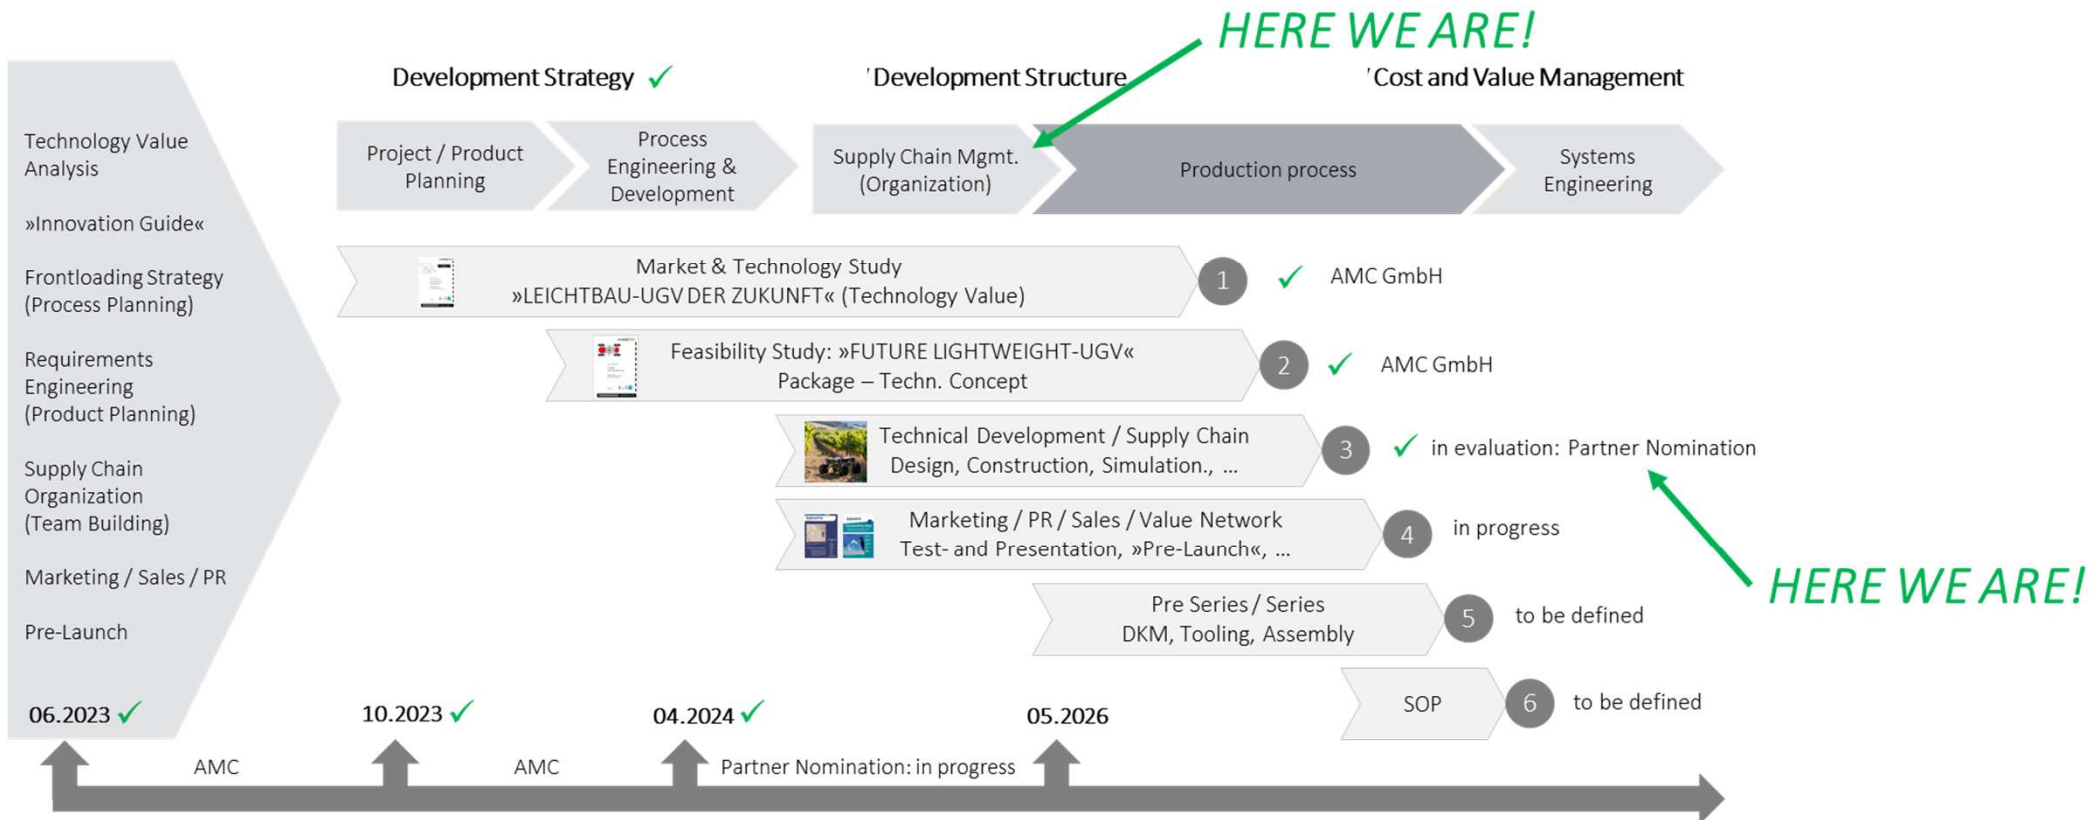 HERE WE ARE!
Development Strategy ✓
/ Development Structure
/ Cost and Value Management
Technology Value
Analysis
»Innovation Guide«
Frontloading Strategy
(Process Planning)
Requirements
Engineering
(Product Planning)
Supply Chain
Organization
(Team Building)
Marketing / Sales / PR
Pre-Launch
06.2023 ✓
Project / Product
Planning
Process
Engineering &
Development
Supply Chain Mgmt.
(Organization)
Production process
Systems
Engineering
Market & Technology Study
»LEICHTBAU-UGV DER ZUKUNFT« (Technology Value)
1 ✓ AMC GmbH
Feasibility Study: »FUTURE LIGHTWEIGHT-UGV«
Package – Techn. Concept
2 ✓ AMC GmbH
Technical Development / Supply Chain
Design, Construction, Simulation., ...
3 ✓ in evaluation: Partner Nomination
Marketing / PR / Sales / Value Network
Test- and Presentation, »Pre-Launch«, ...
4 in progress
HERE WE ARE!
Pre Series / Series
DKM, Tooling, Assembly
5 to be defined
SOP
6 to be defined
10.2023 ✓
04.2024 ✓
05.2026
AMC
AMC
Partner Nomination: in progress